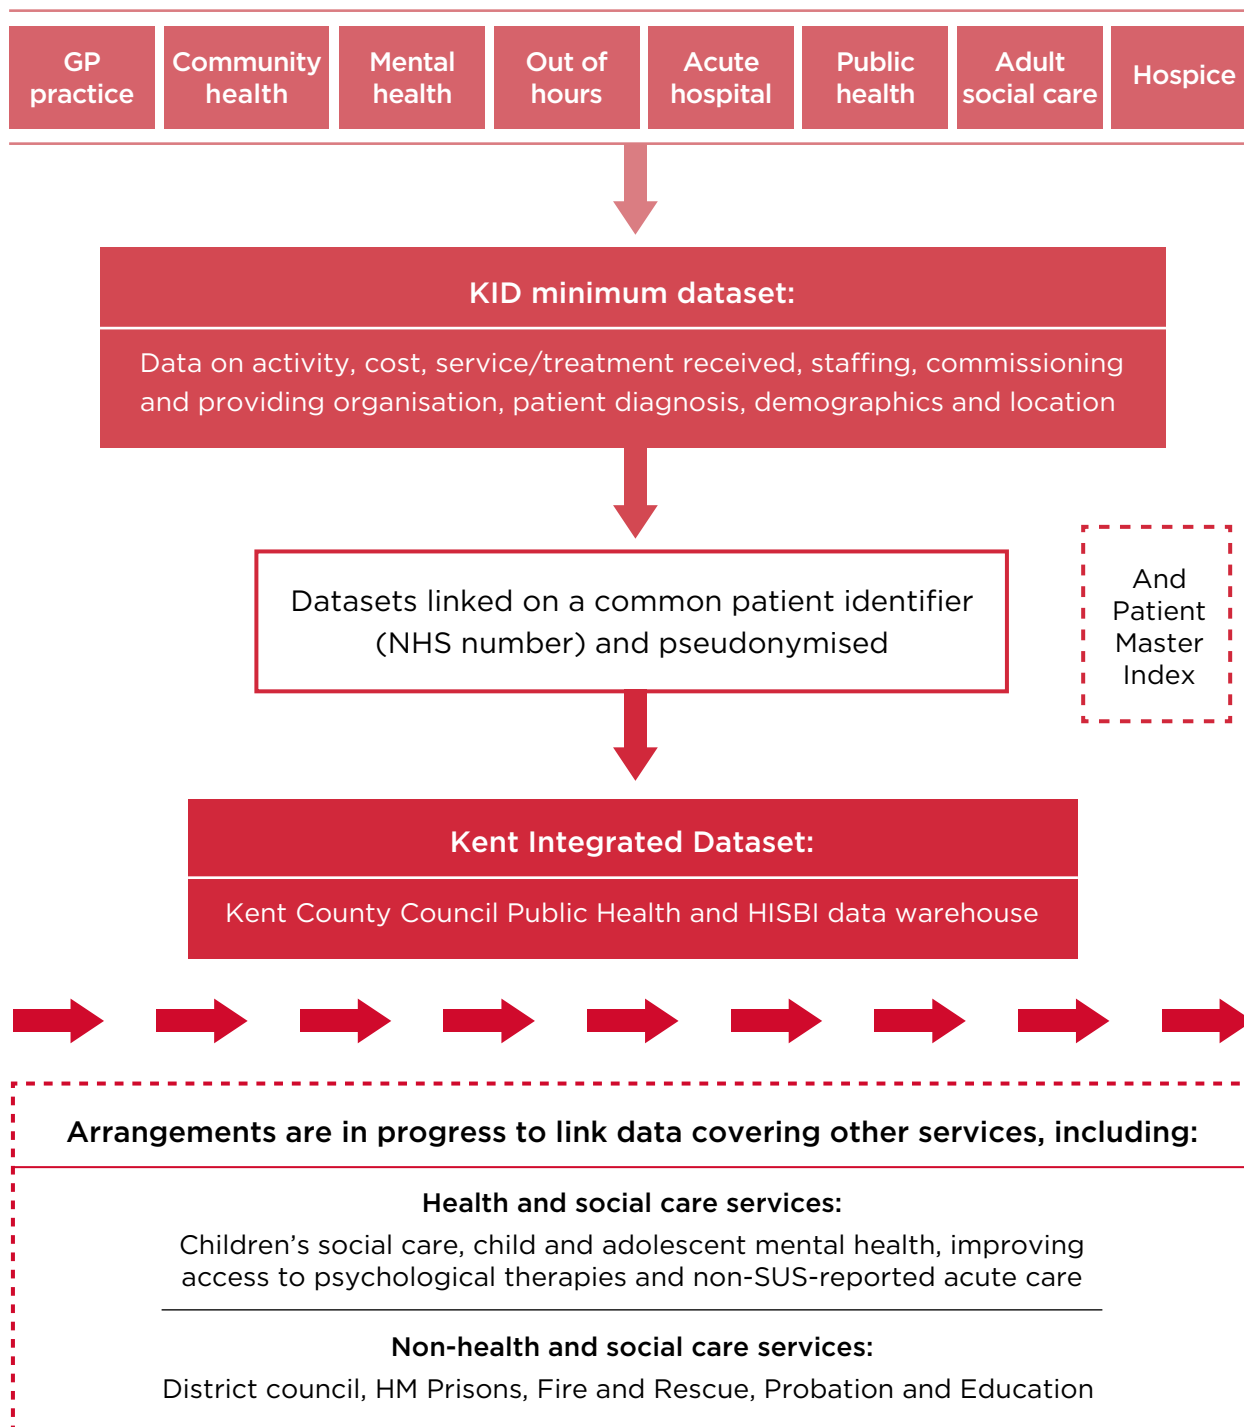 GP
practice
Community
health
Mental
health
Out of
hours
Acute
hospital
Public
health
Adult
social care
Hospice
KID minimum dataset:
Data on activity, cost, service/treatment received, staffing, commissioning
and providing organisation, patient diagnosis, demographics and location
Datasets linked on a common patient identifier
(NHS number) and pseudonymised
And
Patient
Master
Index
Kent Integrated Dataset:
Kent County Council Public Health and HISBI data warehouse
Arrangements are in progress to link data covering other services, including:
Health and social care services:
Children’s social care, child and adolescent mental health, improving
access to psychological therapies and non-SUS-reported acute care
Non-health and social care services:
District council, HM Prisons, Fire and Rescue, Probation and Education